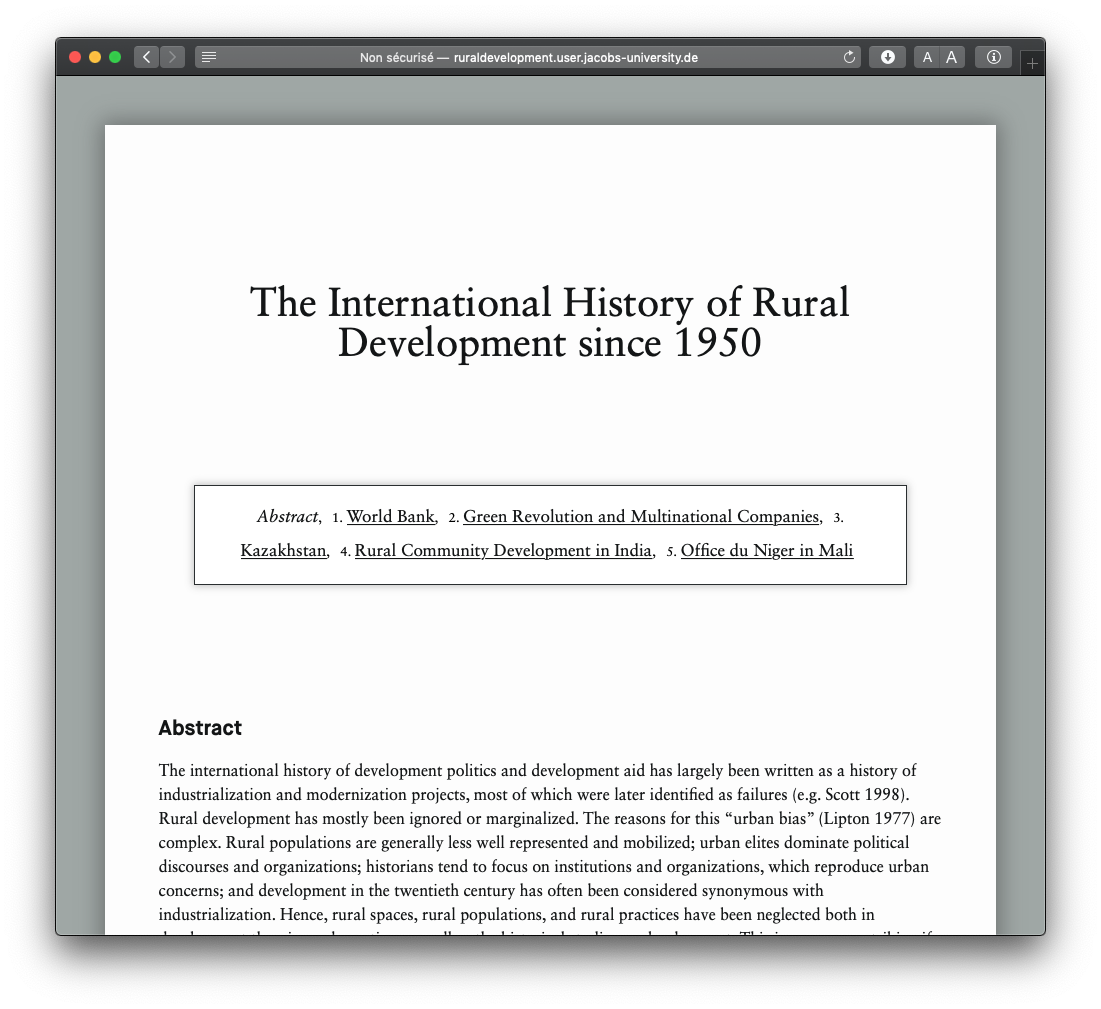 Non sécurisé — ruraldevelopment.user.jacobs-university.de
A A
The International History of Rural
Development since 1950
Abstract, 1. World Bank, 2. Green Revolution and Multinational Companies, 3.
Kazakhstan, 4. Rural Community Development in India, 5. Office du Niger in Mali
Abstract
The international history of development politics and development aid has largely been written as a history of
industrialization and modernization projects, most of which were later identified as failures (e.g. Scott 1998).
Rural development has mostly been ignored or marginalized. The reasons for this “urban bias” (Lipton 1977) are
complex. Rural populations are generally less well represented and mobilized; urban elites dominate political
discourses and organizations; historians tend to focus on institutions and organizations, which reproduce urban
concerns; and development in the twentieth century has often been considered synonymous with
industrialization. Hence, rural spaces, rural populations, and rural practices have been neglected both in